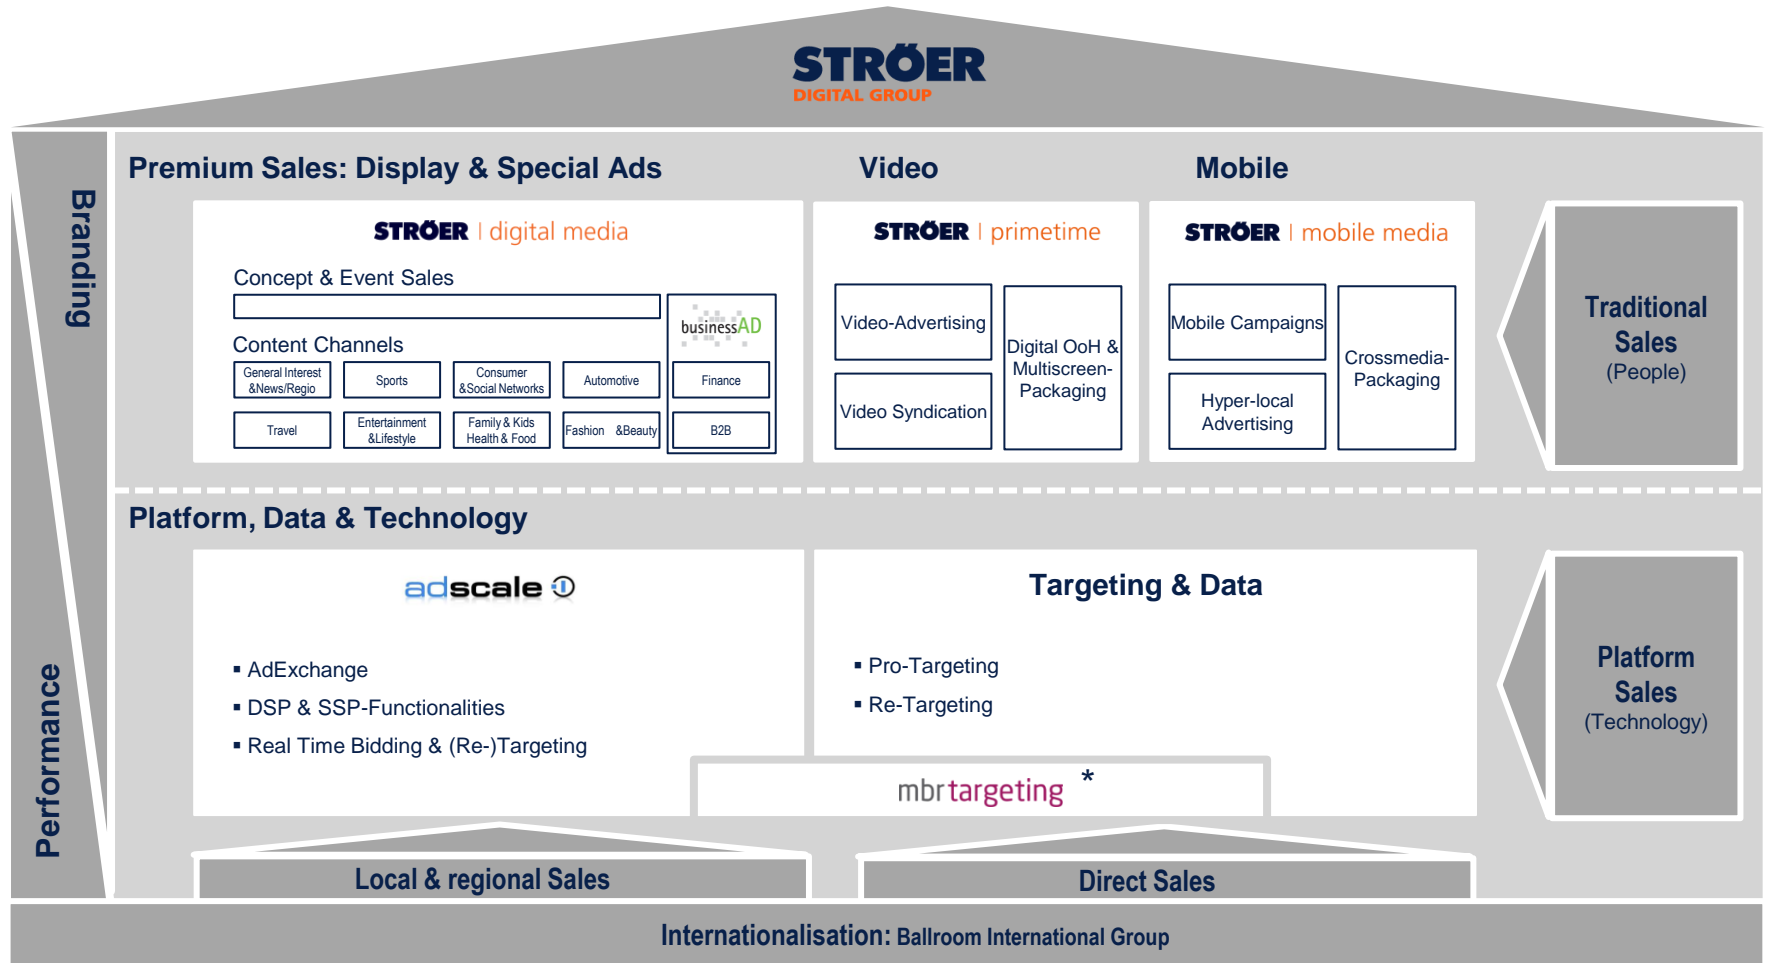 STRÖER
DIGITAL GROUP
Branding
Premium Sales: Display & Special Ads
Video
Mobile
STRÖER | digital media
Concept & Event Sales
businessAD
Content Channels
General Interest
&News/Regio
Sports
Consumer
&Social Networks
Automotive
Finance
Travel
Entertainment
&Lifestyle
Family & Kids
Health & Food
Fashion &Beauty
B2B
STRÖER | primetime
Video-Advertising
Video Syndication
Digital OoH &
Multiscreen-
Packaging
STRÖER | mobile media
Mobile Campaigns
Hyper-local
Advertising
Crossmedia-
Packaging
Traditional
Sales
(People)
Performance
Platform, Data & Technology
adscale
▪ AdExchange
▪ DSP & SSP-Functionalities
▪ Real Time Bidding & (Re-)Targeting
Targeting & Data
▪ Pro-Targeting
▪ Re-Targeting
mbrtargeting *
Platform
Sales
(Technology)
Local & regional Sales
Direct Sales
Internationalisation: Ballroom International Group